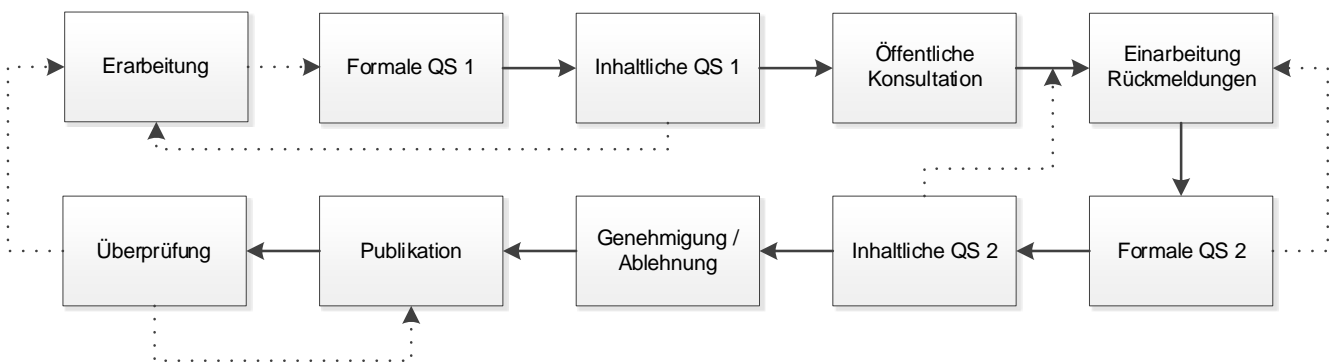 Erarbeitung
Formale QS 1
Inhaltliche QS 1
Öffentliche
Konsultation
Einarbeitung
Rückmeldungen
Überprüfung
Publikation
Genehmigung /
Ablehnung
Inhaltliche QS 2
Formale QS 2